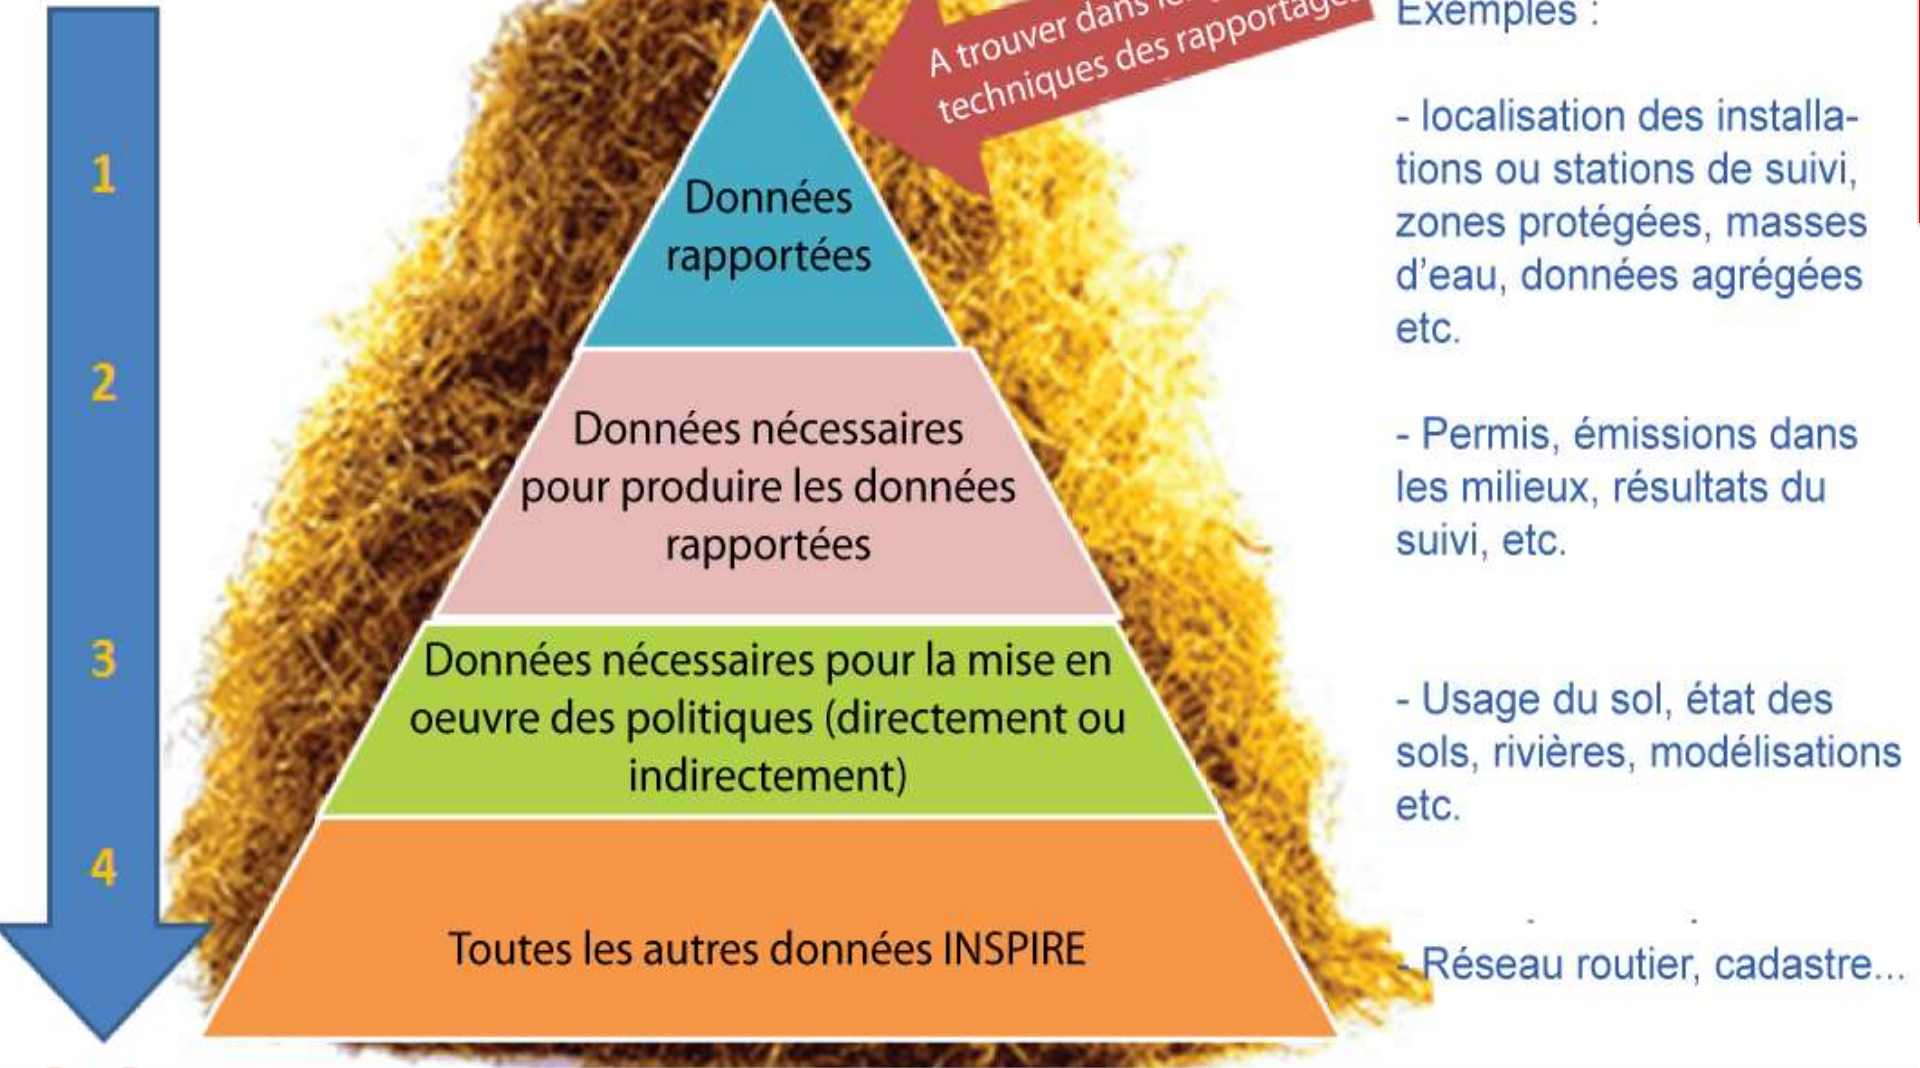 A trouver dans
techniques des rapportages
Exemples :
1
2
3
4
Données
rapportées
Données nécessaires
pour produire les données
rapportées
Données nécessaires pour la mise en
oeuvre des politiques (directement ou
indirectement)
Toutes les autres données INSPIRE
- localisation des installa-
tions ou stations de suivi,
zones protégées, masses
d'eau, données agrégées
etc.
- Permis, émissions dans
les milieux, résultats du
suivi, etc.
- Usage du sol, état des
sols, rivières, modélisations
etc.
- Réseau routier, cadastre...